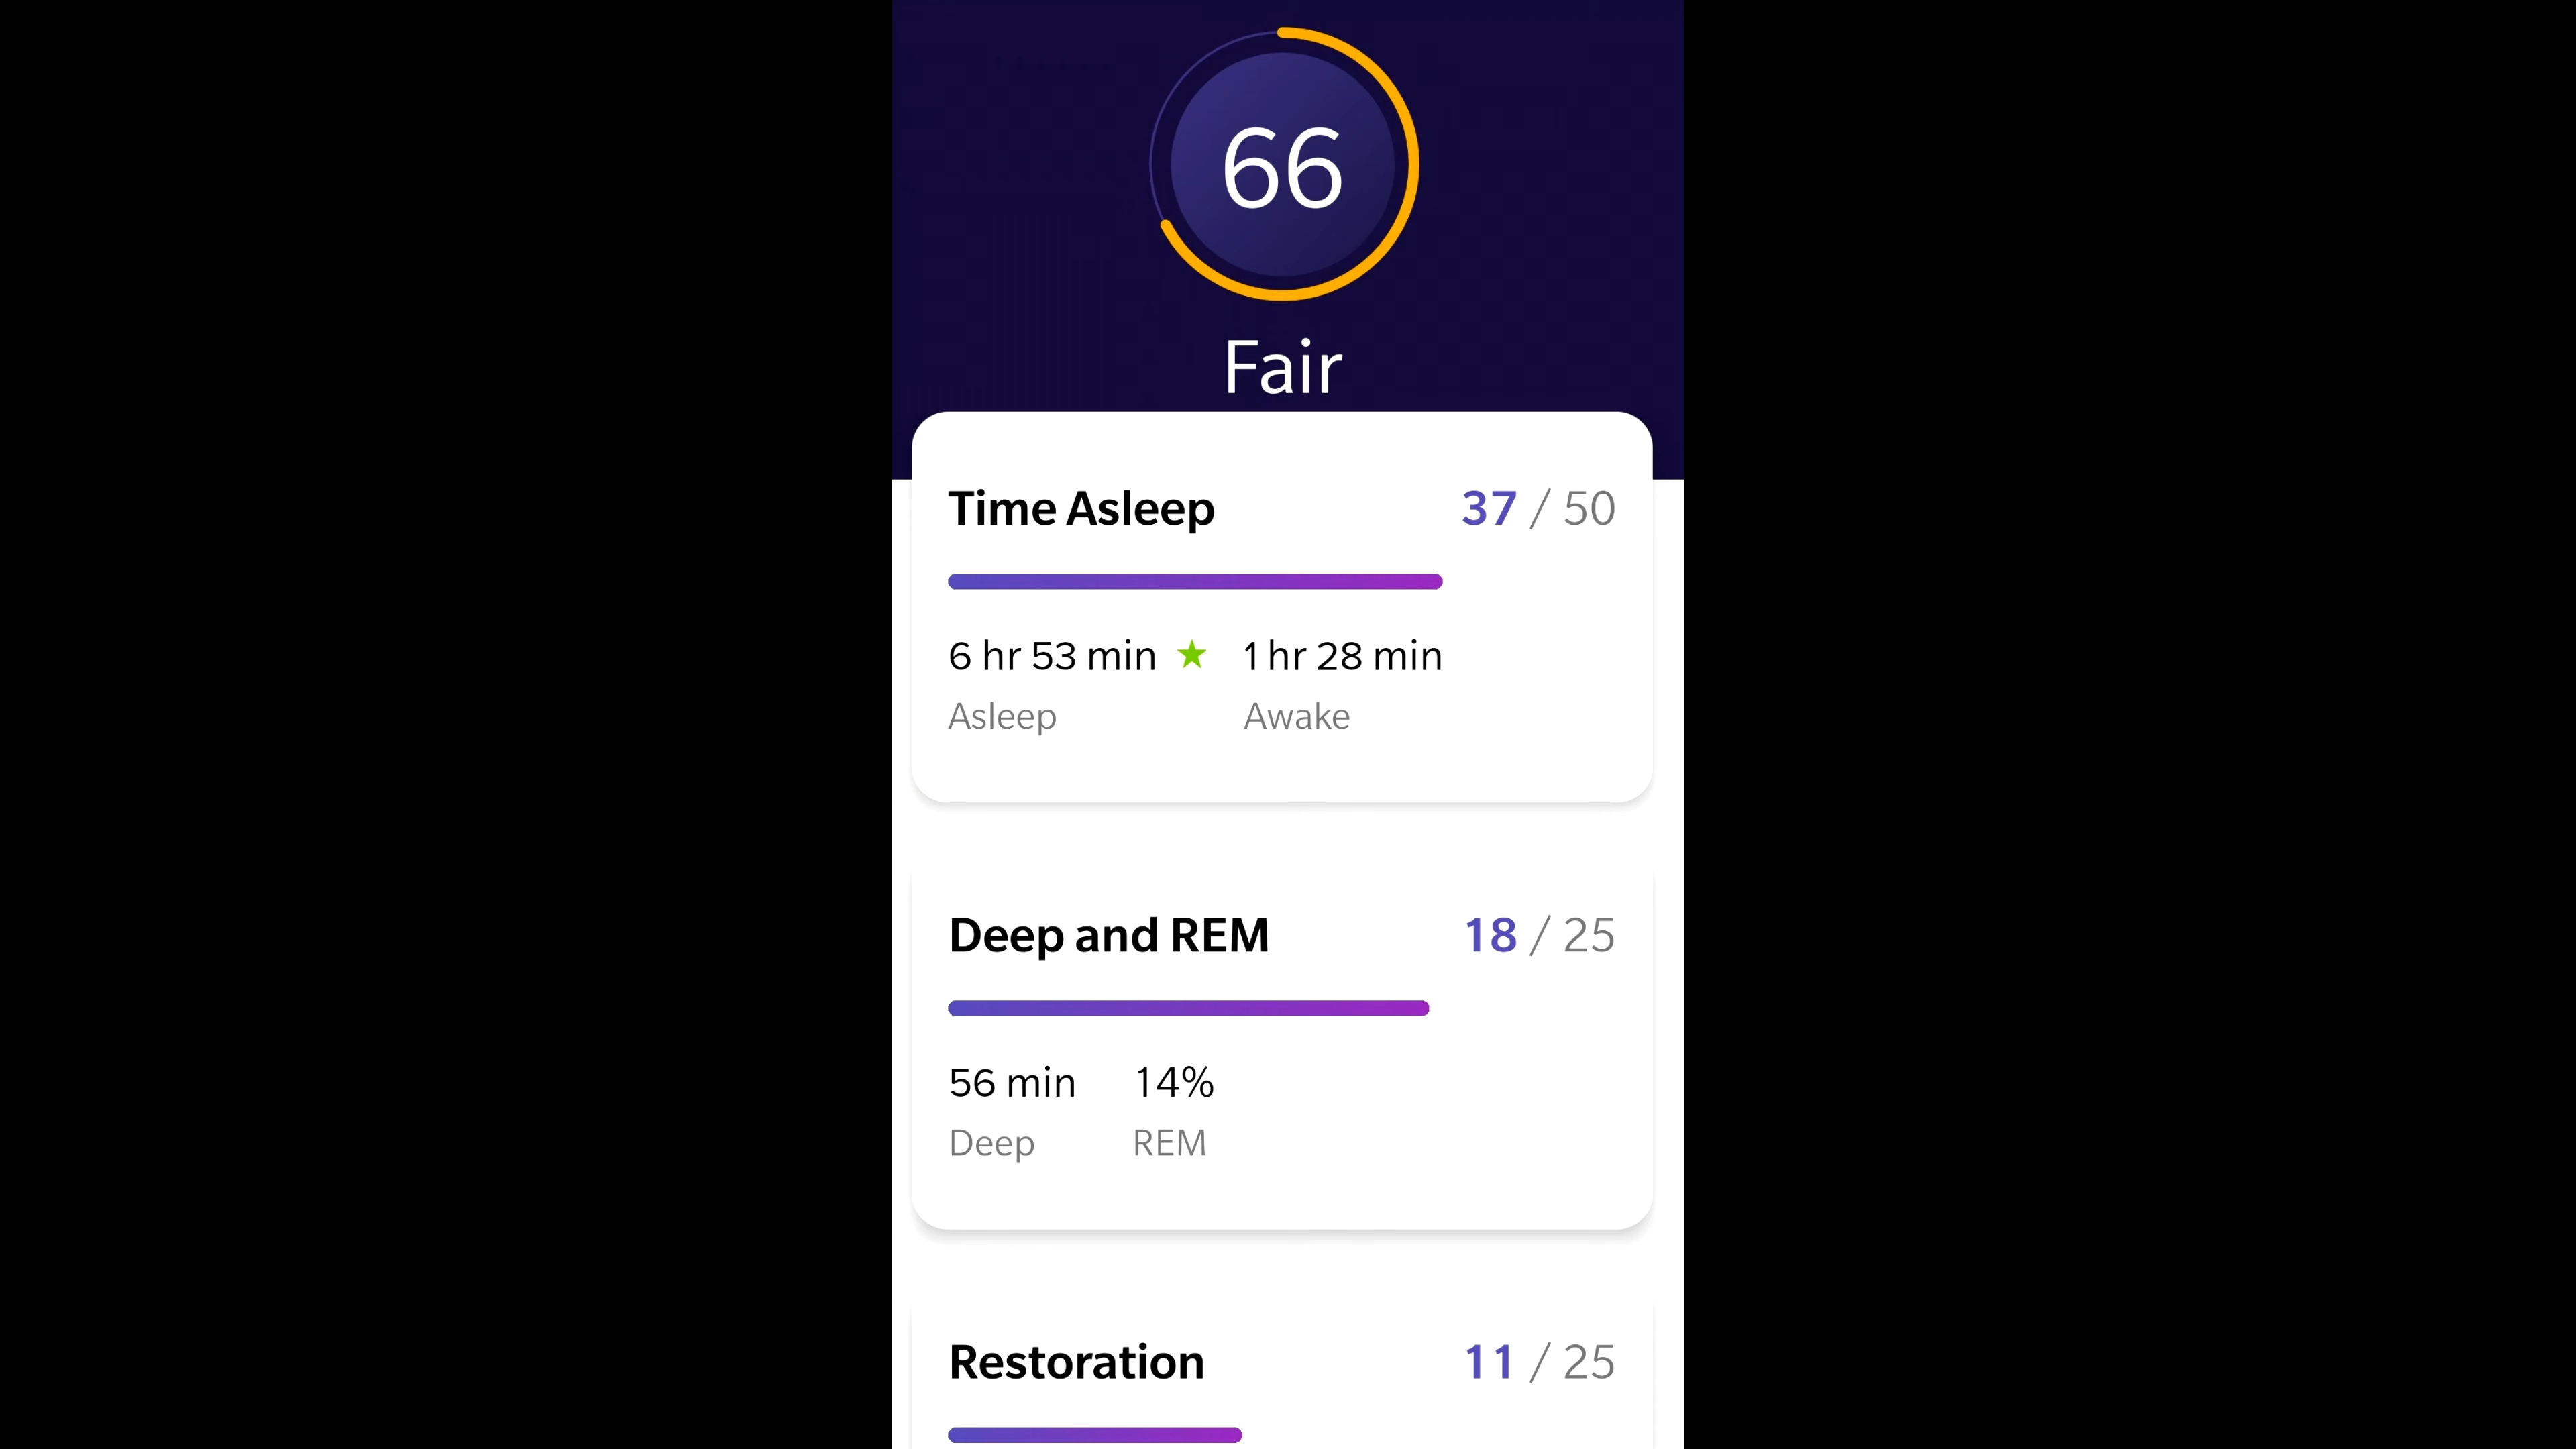 66
Fair
Time Asleep 37 / 50
6 hr 53 min ★ 1 hr 28 min
Asleep Awake
Deep and REM 18 / 25
56 min 14%
Deep REM
Restoration 11 / 25